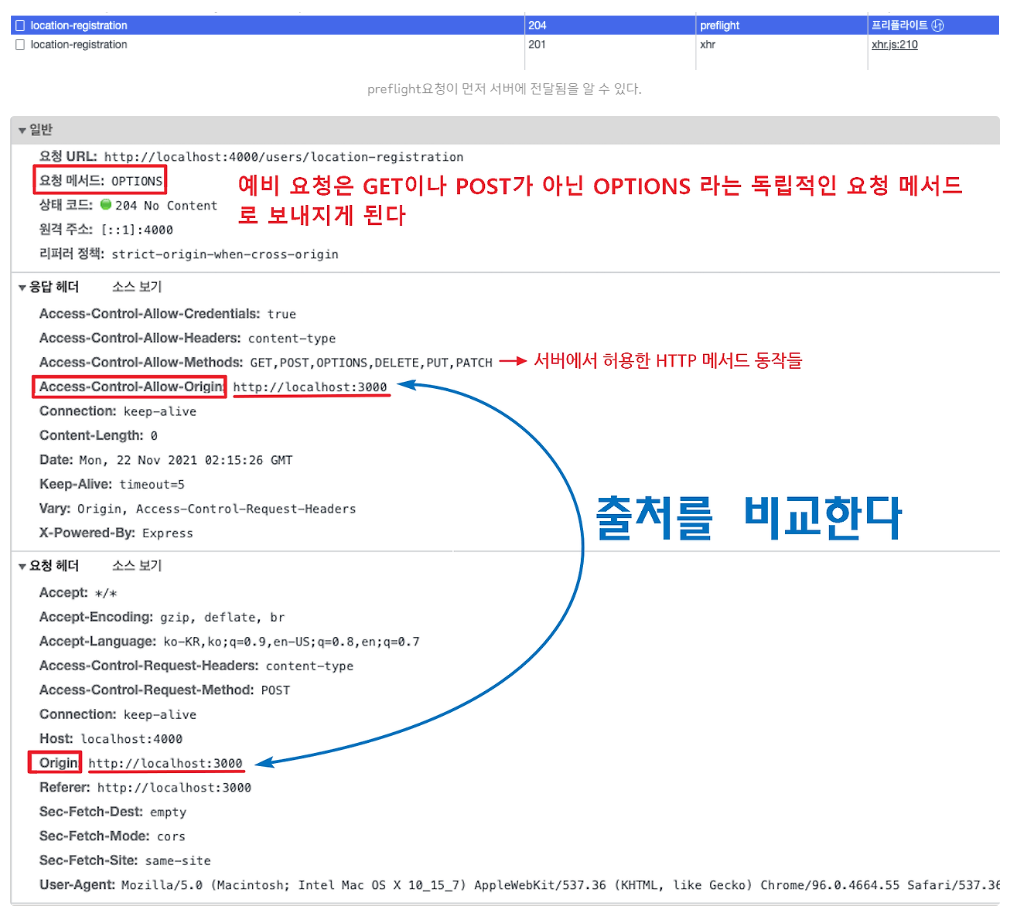 location-registration 204 preflight 프리플라이트
location-registration 201 xhr xhr.js:210
preflight요청이 먼저 서버에 전달됨을 알 수 있다.
▼일반
요청 URL: http://localhost:4000/users/location-registration
요청 메서드: OPTIONS
예비 요청은 GET이나 POST가 아닌 OPTIONS 라는 독립적인 요청 메서드
로 보내지게 된다
상태 코드: 204 No Content
원격 주소: [::1]:4000
리퍼러 정책: strict-origin-when-cross-origin
▼응답 헤더 소스 보기
Access-Control-Allow-Credentials: true
Access-Control-Allow-Headers: content-type
Access-Control-Allow-Methods: GET,POST,OPTIONS,DELETE,PUT,PATCH → 서버에서 허용한 HTTP 메서드 동작들
Access-Control-Allow-Origin: http://localhost:3000
Connection: keep-alive
Content-Length: 0
Date: Mon, 22 Nov 2021 02:15:26 GMT
Keep-Alive: timeout=5
Vary: Origin, Access-Control-Request-Headers
출처를 비교한다
X-Powered-By: Express
▼요청 헤더 소스 보기
Accept: */*
Accept-Encoding: gzip, deflate, br
Accept-Language: ko-KR,ko;q=0.9,en-US;q=0.8,en;q=0.7
Access-Control-Request-Headers: content-type
Access-Control-Request-Method: POST
Connection: keep-alive
Host: localhost:4000
Origin: http://localhost:3000
Referer: http://localhost:3000
Sec-Fetch-Dest: empty
Sec-Fetch-Mode: cors
Sec-Fetch-Site: same-site
User-Agent: Mozilla/5.0 (Macintosh; Intel Mac OS X 10_15_7) AppleWebKit/537.36 (KHTML, like Gecko) Chrome/96.0.4664.55 Safari/537.36